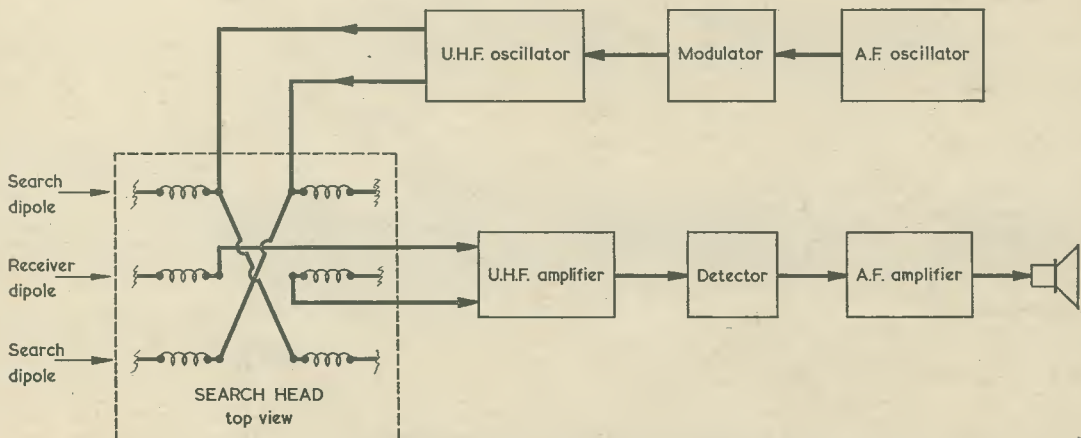 U.H.F. oscillator
Modulator
A.F. oscillator
Search
dipole
Receiver
dipole
U.H.F. amplifier
Detector
A.F. amplifier
Search
dipole
SEARCH HEAD
top view